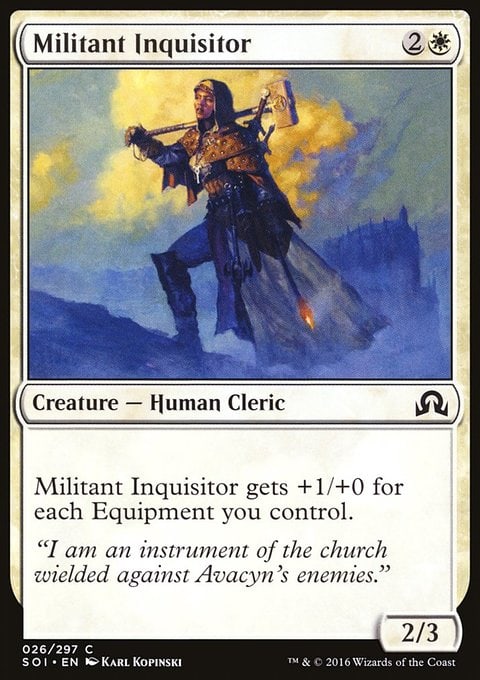 Militant Inquisitor 2
Creature — Human Cleric
Militant Inquisitor gets +1/+0 for
each Equipment you control.
“I am an instrument of the church
wielded against Avacyn’s enemies.”
2/3
026/297 C
SOI • EN Karl Kopinski
™ & © 2016 Wizards of the Coast